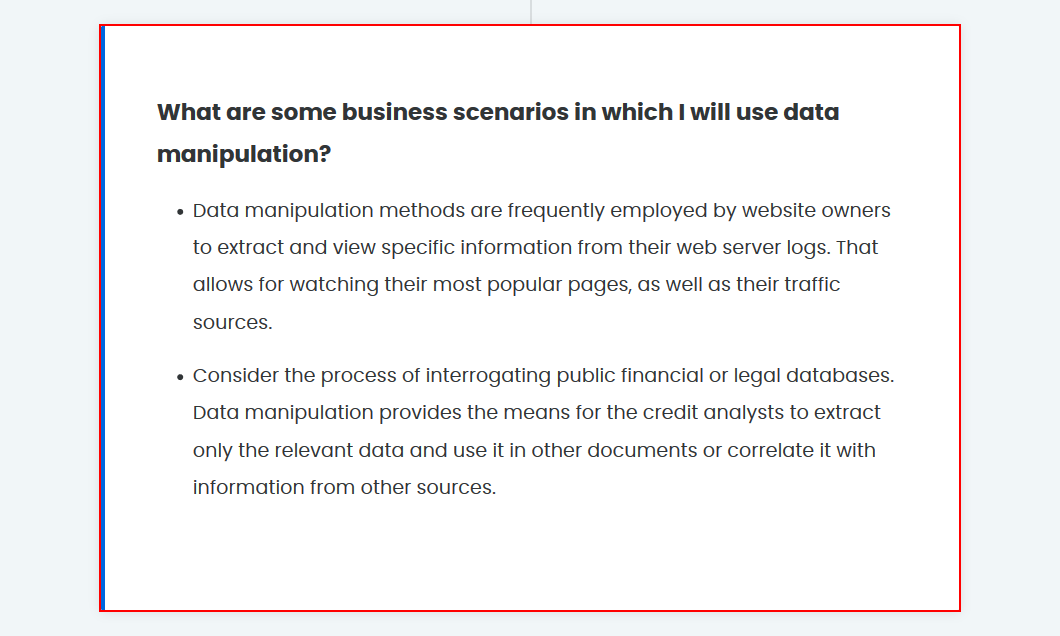 What are some business scenarios in which I will use data
manipulation?
• Data manipulation methods are frequently employed by website owners
to extract and view specific information from their web server logs. That
allows for watching their most popular pages, as well as their traffic
sources.
• Consider the process of interrogating public financial or legal databases.
Data manipulation provides the means for the credit analysts to extract
only the relevant data and use it in other documents or correlate it with
information from other sources.